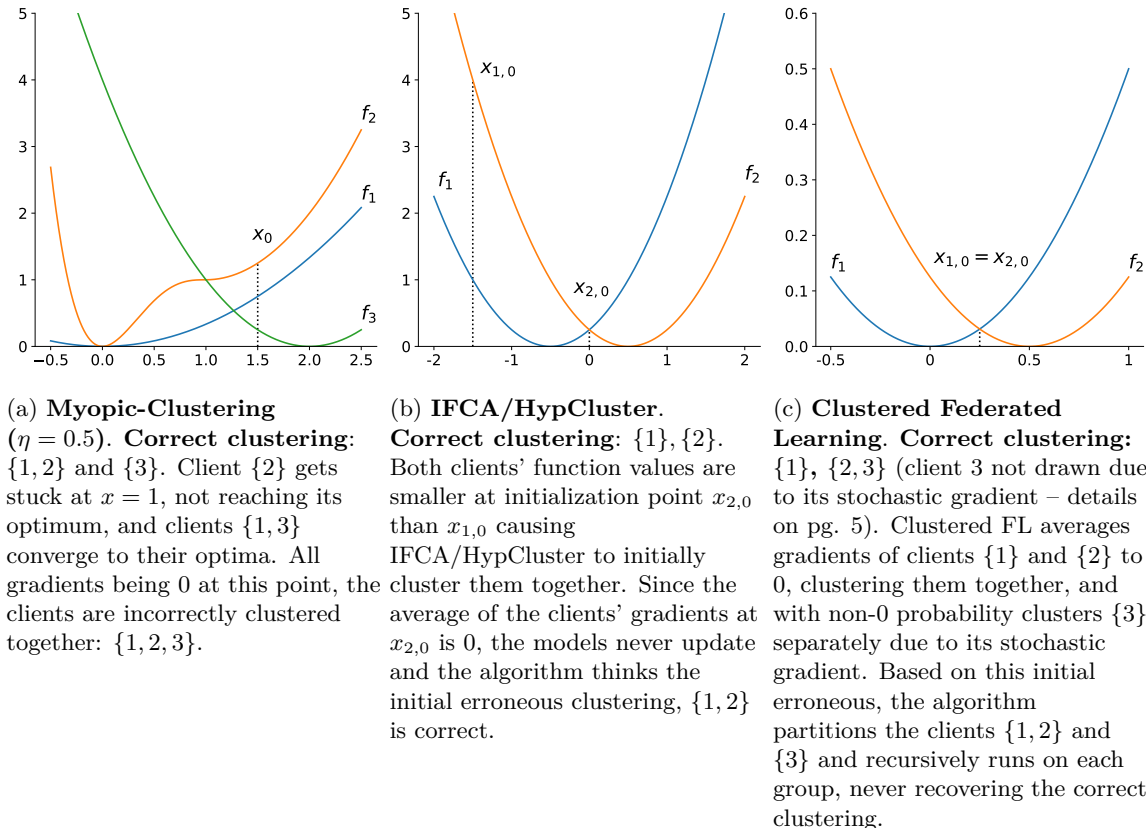 5
4
3
2
1
0
−0.5
0.0
0.5
1.0
1.5
2.0
2.5
f2
f1
x0
f3
5
4
3
2
1
0
-2
-1
0
1
2
x1,0
f1
f2
x2,0
0.6
0.5
0.4
0.3
0.2
0.1
0.0
-0.5
0
0.5
1
f1
x1,0 = x2,0
f2
(a) Myopic-Clustering
(η = 0.5). Correct clustering:
{1, 2} and {3}. Client {2} gets
stuck at x = 1, not reaching its
optimum, and clients {1, 3}
converge to their optima. All
gradients being 0 at this point, the
clients are incorrectly clustered
together: {1, 2, 3}.
(b) IFCA/HypCluster.
Correct clustering: {1}, {2}.
Both clients’ function values are
smaller at initialization point x2,0
than x1,0 causing
IFCA/HypCluster to initially
cluster them together. Since the
average of the clients’ gradients at
x2,0 is 0, the models never update
and the algorithm thinks the
initial erroneous clustering, {1, 2}
is correct.
(c) Clustered Federated
Learning. Correct clustering:
{1}, {2, 3} (client 3 not drawn due
to its stochastic gradient – details
on pg. 5). Clustered FL averages
gradients of clients {1} and {2} to
0, clustering them together, and
with non-0 probability clusters {3}
separately due to its stochastic
gradient. Based on this initial
erroneous, the algorithm
partitions the clients {1, 2} and
{3} and recursively runs on each
group, never recovering the correct
clustering.